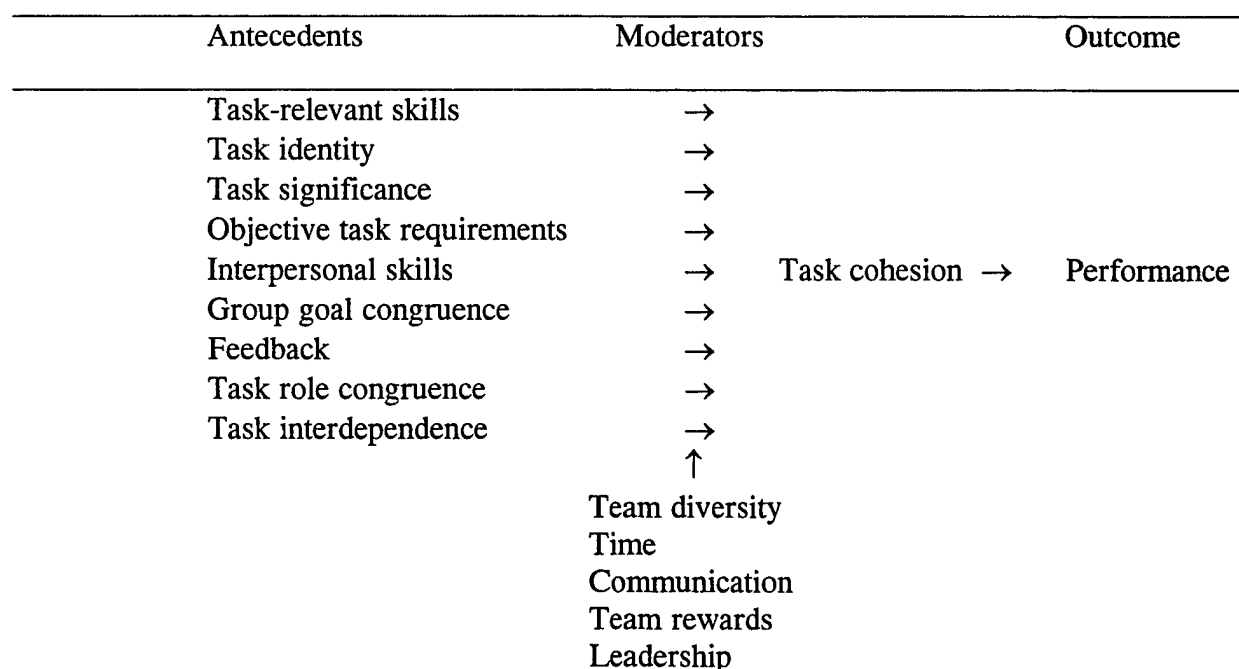 Antecedents Moderators Outcome
Task-relevant skills →
Task identity →
Task significance →
Objective task requirements →
Interpersonal skills → Task cohesion → Performance
Group goal congruence →
Feedback →
Task role congruence →
Task interdependence →
↑
Team diversity
Time
Communication
Team rewards
Leadership